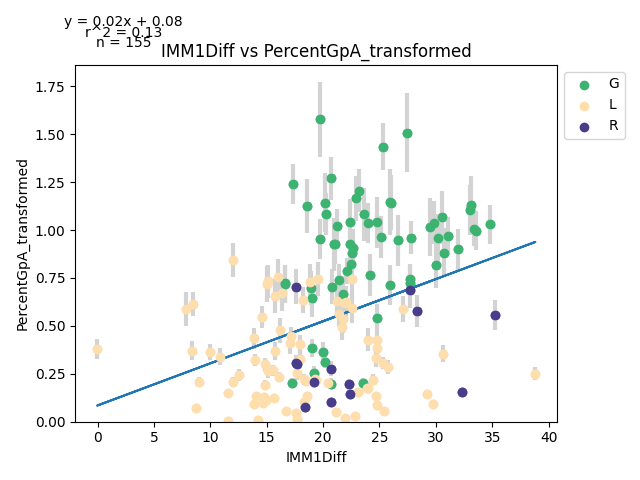 y = 0.02x + 0.08
r^2 = 0.13
n = 155
IMM1Diff vs PercentGpA_transformed
G
L
R
PercentGpA_transformed
1.75
1.50
1.25
1.00
0.75
0.50
0.25
0.00
0 5 10 15 20 25 30 35 40
IMM1Diff